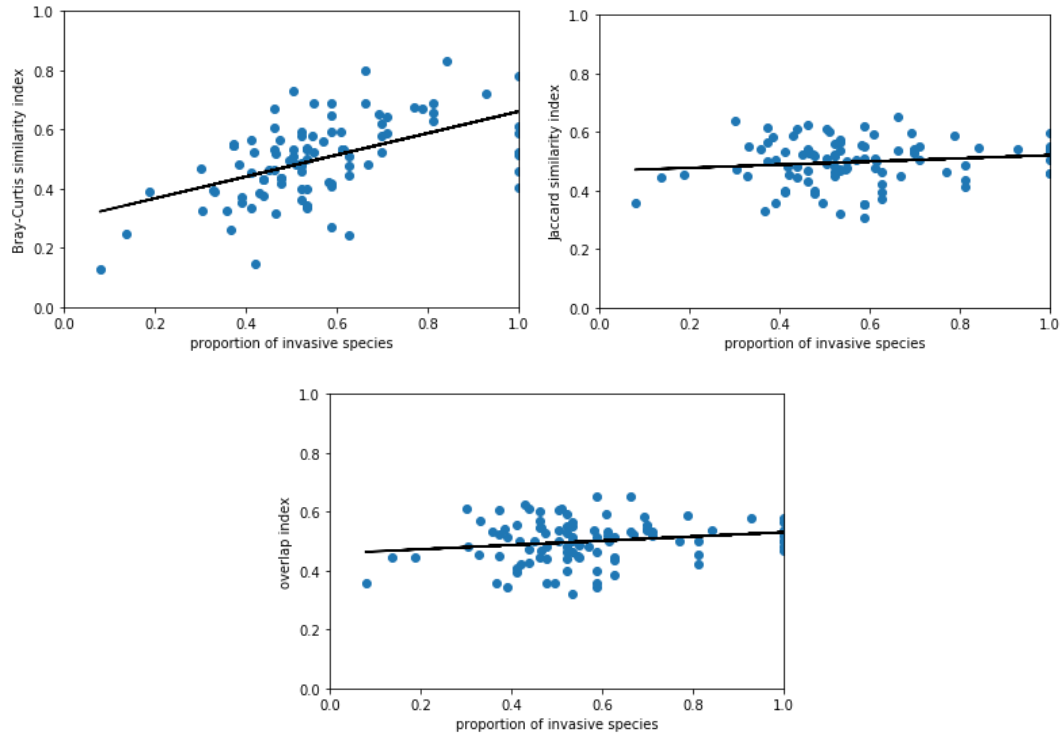 1.0
0.8
0.6
0.4
0.2
0.0
Bray-Curtis similarity index
0.0 0.2 0.4 0.6 0.8 1.0
proportion of invasive species
1.0
0.8
0.6
0.4
0.2
0.0
Jaccard similarity index
0.0 0.2 0.4 0.6 0.8 1.0
proportion of invasive species
1.0
0.8
0.6
0.4
0.2
0.0
overlap index
0.0 0.2 0.4 0.6 0.8 1.0
proportion of invasive species